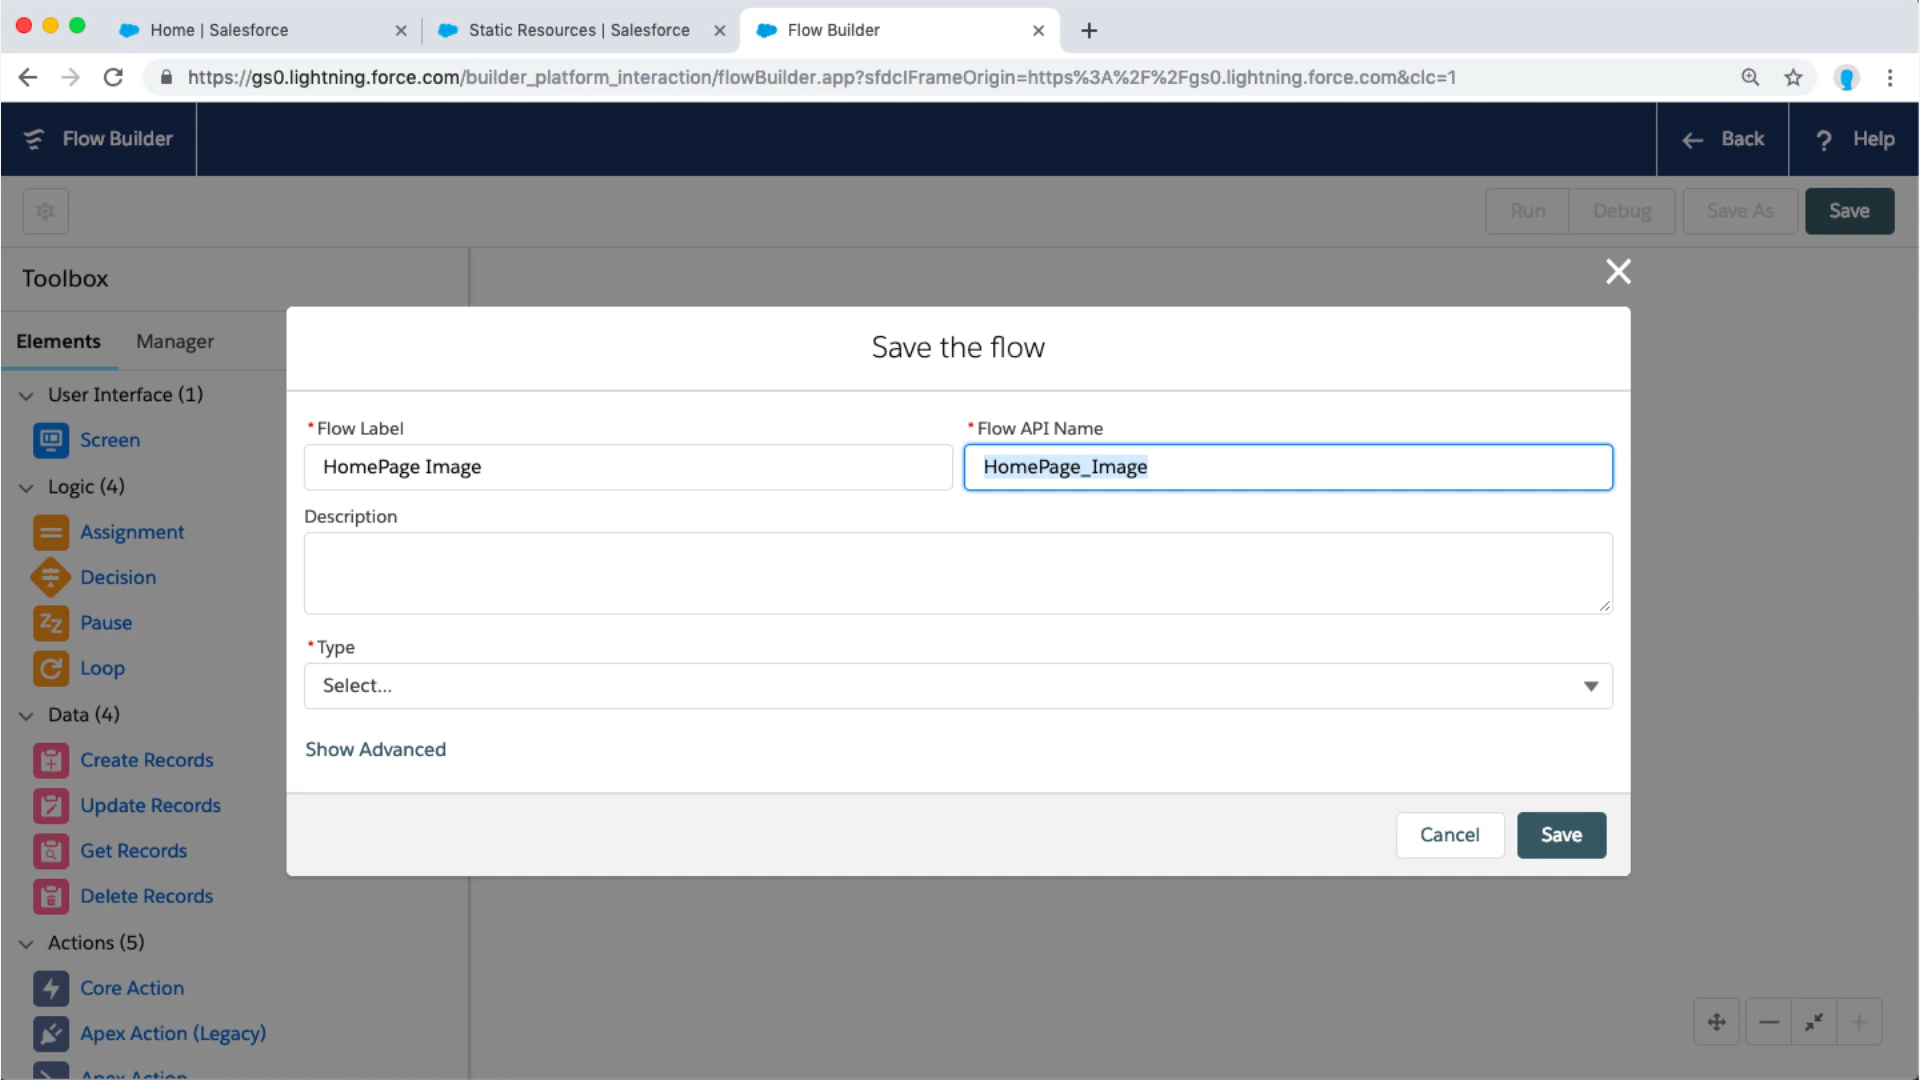 Home | Salesforce
Static Resources | Salesforce
Flow Builder
https://gs0.lightning.force.com/builder_platform_interaction/flowBuilder.app?sfdcIFrameOrigin=https%3A%2F%2Fgs0.lightning.force.com&clc=1
Flow Builder
Back
? Help
Run
Debug
Save As
Save
Toolbox
Elements
Manager
User Interface (1)
Screen
Logic (4)
Assignment
Decision
Pause
Loop
Data (4)
Create Records
Update Records
Get Records
Delete Records
Actions (5)
Core Action
Apex Action (Legacy)
Apex Action
Save the flow
* Flow Label
HomePage Image
* Flow API Name
HomePage_Image
Description
* Type
Select...
Show Advanced
Cancel
Save